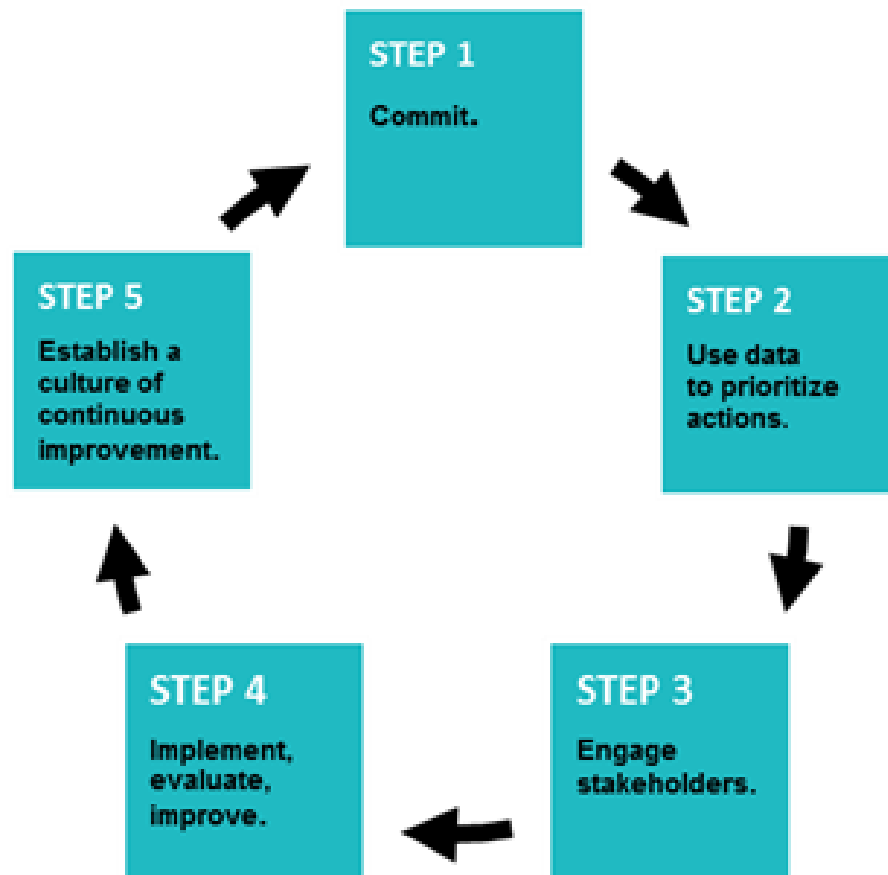 STEP 1
Commit.
STEP 2
Use data
to prioritize
actions.
STEP 3
Engage
stakeholders.
STEP 4
Implement,
evaluate,
improve.
STEP 5
Establish a
culture of
continuous
improvement.